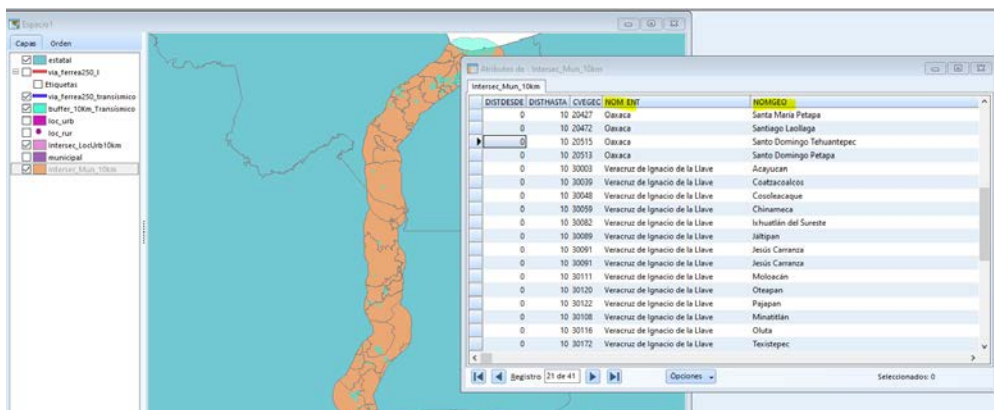 Espacio1
Capas Orden
estatal
via_ferrea250_l
Etiquetas
via_ferrea250_transismico
buffer_10Km_Transismico
loc_urb
loc_rur
Intersec_LocUrb10km
municipal
Intersec_Mun_10km
Atributos de - Intersec_Mun_10km
Intersec_Mun_10km
DISTDESDE DISTHASTA CVEGEC NOM_ENT NOMGEO
0 10 20427 Oaxaca Santa María Petapa
0 10 20472 Oaxaca Santiago Laollaga
0 10 20515 Oaxaca Santo Domingo Tehuantepec
0 10 20513 Oaxaca Santo Domingo Petapa
0 10 30003 Veracruz de Ignacio de la Llave Acayucan
0 10 30039 Veracruz de Ignacio de la Llave Coatzacoalcos
0 10 30048 Veracruz de Ignacio de la Llave Cosoleacaque
0 10 30059 Veracruz de Ignacio de la Llave Chinameca
0 10 30082 Veracruz de Ignacio de la Llave Ixhuatlán del Sureste
0 10 30089 Veracruz de Ignacio de la Llave Jáltipan
0 10 30091 Veracruz de Ignacio de la Llave Jesús Carranza
0 10 30091 Veracruz de Ignacio de la Llave Jesús Carranza
0 10 30111 Veracruz de Ignacio de la Llave Moloacán
0 10 30120 Veracruz de Ignacio de la Llave Oteapan
0 10 30122 Veracruz de Ignacio de la Llave Pajapan
0 10 30108 Veracruz de Ignacio de la Llave Minatitlán
0 10 30116 Veracruz de Ignacio de la Llave Oluta
0 10 30172 Veracruz de Ignacio de la Llave Texistepec
Registro 21 de 41 Opciones Seleccionados: 0